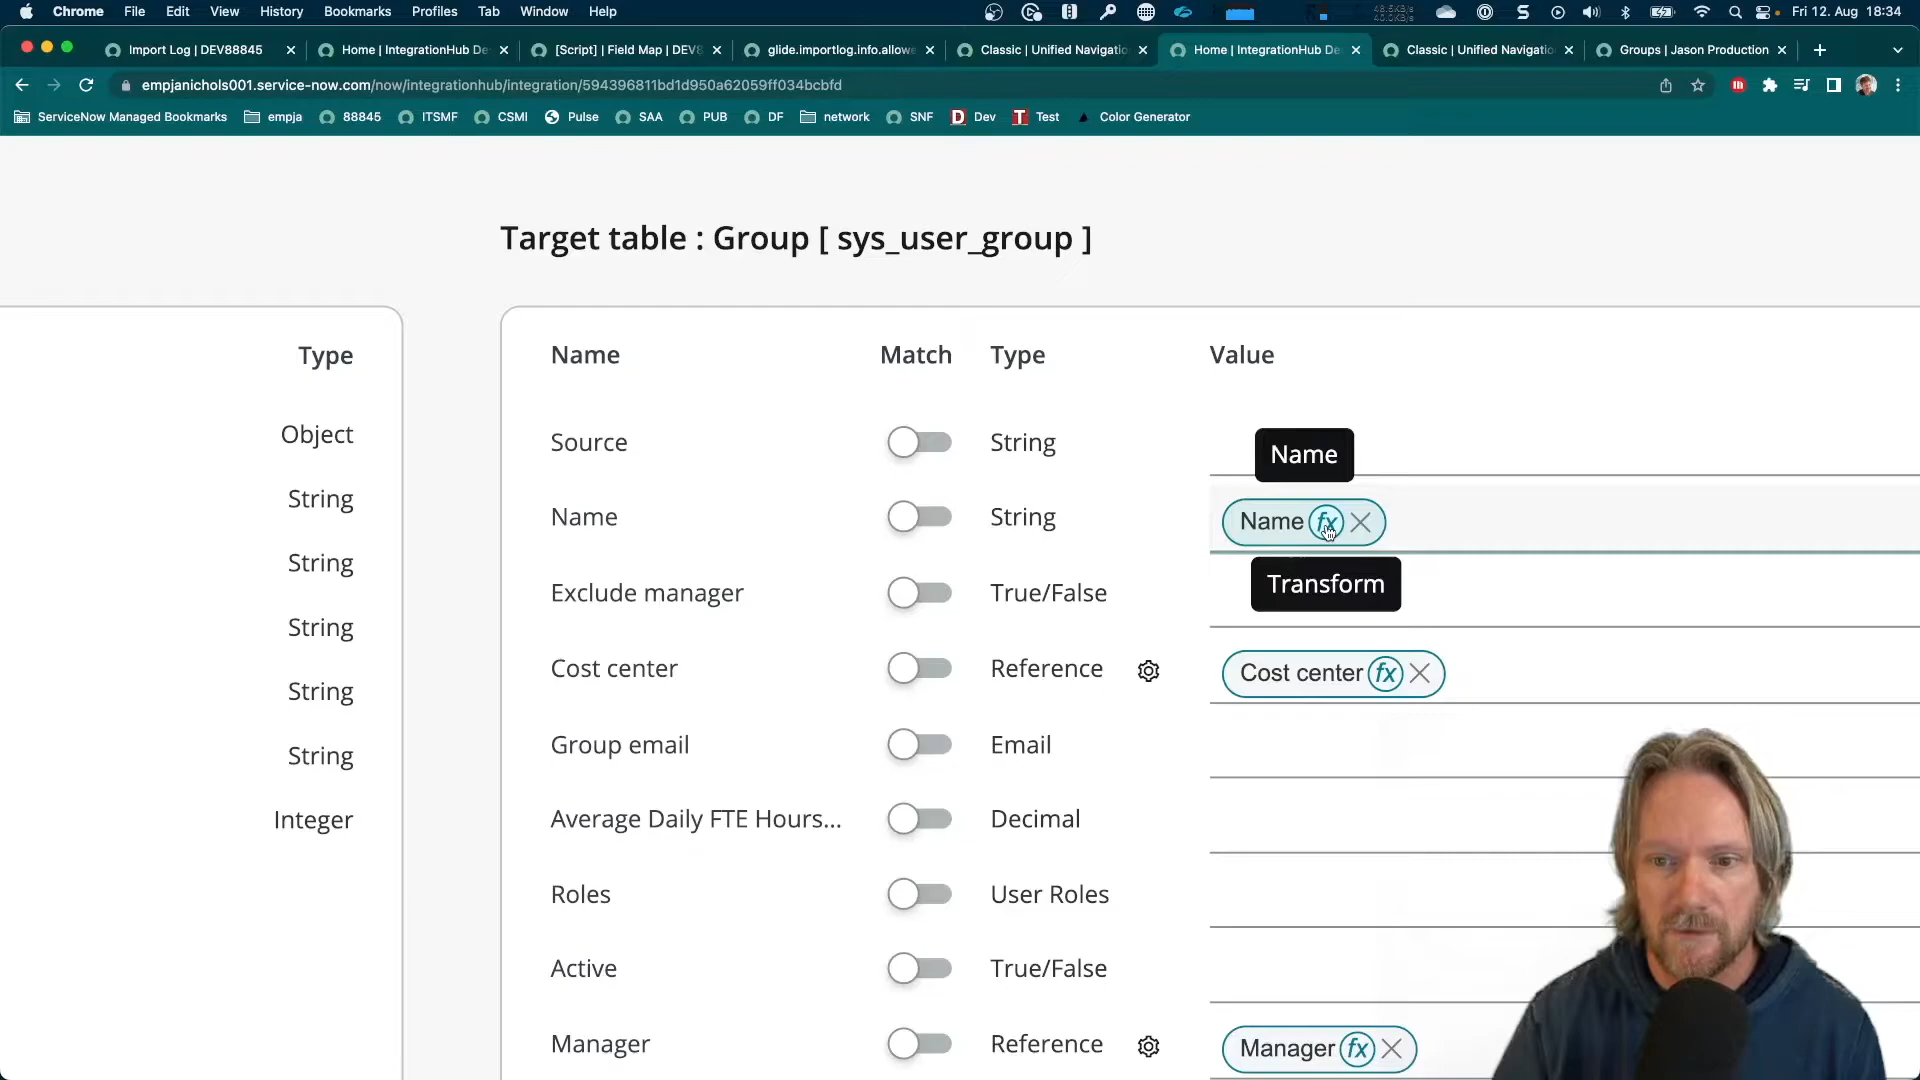 Chrome File Edit View History Bookmarks Profiles Tab Window Help Fri 12. Aug 18:34
Import Log | DEV88845 Home | IntegrationHub De [Script] | Field Map | DEV8 glide.importlog.info.allowe Classic | Unified Navigatio Home | IntegrationHub De Classic | Unified Navigatio Groups | Jason Production
empjanichols001.service-now.com/now/integrationhub/integration/594396811bd1d950a62059ff034bcbfd
ServiceNow Managed Bookmarks empja 88845 ITSMF CSMI Pulse SAA PUB DF network SNF D Dev T Test Color Generator
Target table : Group [ sys_user_group ]
Type Name Match Type Value
Object
Source String
Name
String
Name String Name fx
String
Transform
Exclude manager True/False
String
Cost center Reference Cost center fx
String
Group email Email
String
Average Daily FTE Hours... Decimal
Integer
Roles User Roles
Active True/False
Manager Reference Manager fx